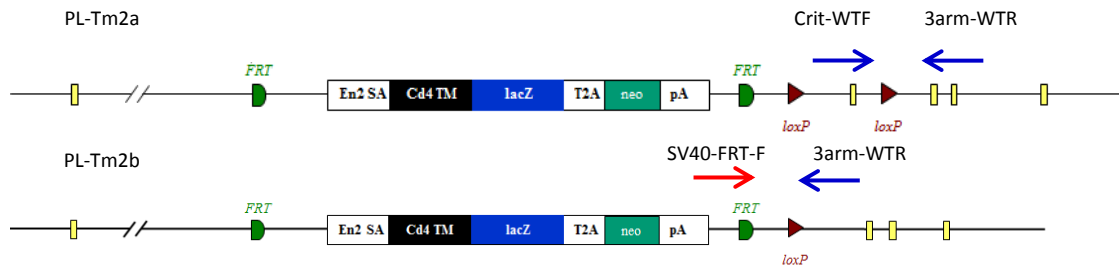 PL-Tm2a Crit-WTF 3arm-WTR
FRT FRT
En2 SA Cd4 TM lacZ T2A neo pA
loxP loxP
PL-Tm2b SV40-FRT-F 3arm-WTR
FRT FRT
En2 SA Cd4 TM lacZ T2A neo pA
loxP